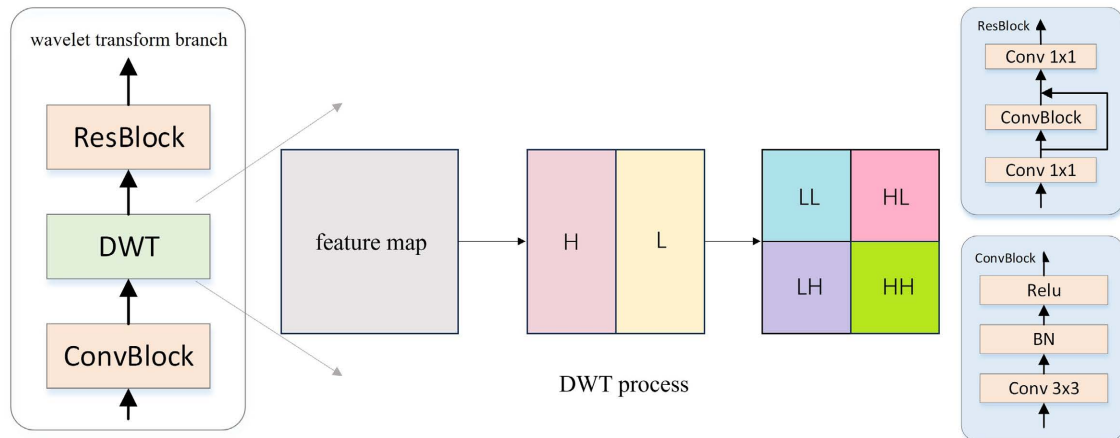 wavelet transform branch
ResBlock
DWT
ConvBlock
feature map
H
L
LL
HL
LH
HH
DWT process
ResBlock
Conv 1x1
ConvBlock
Conv 1x1
ConvBlock
Relu
BN
Conv 3x3